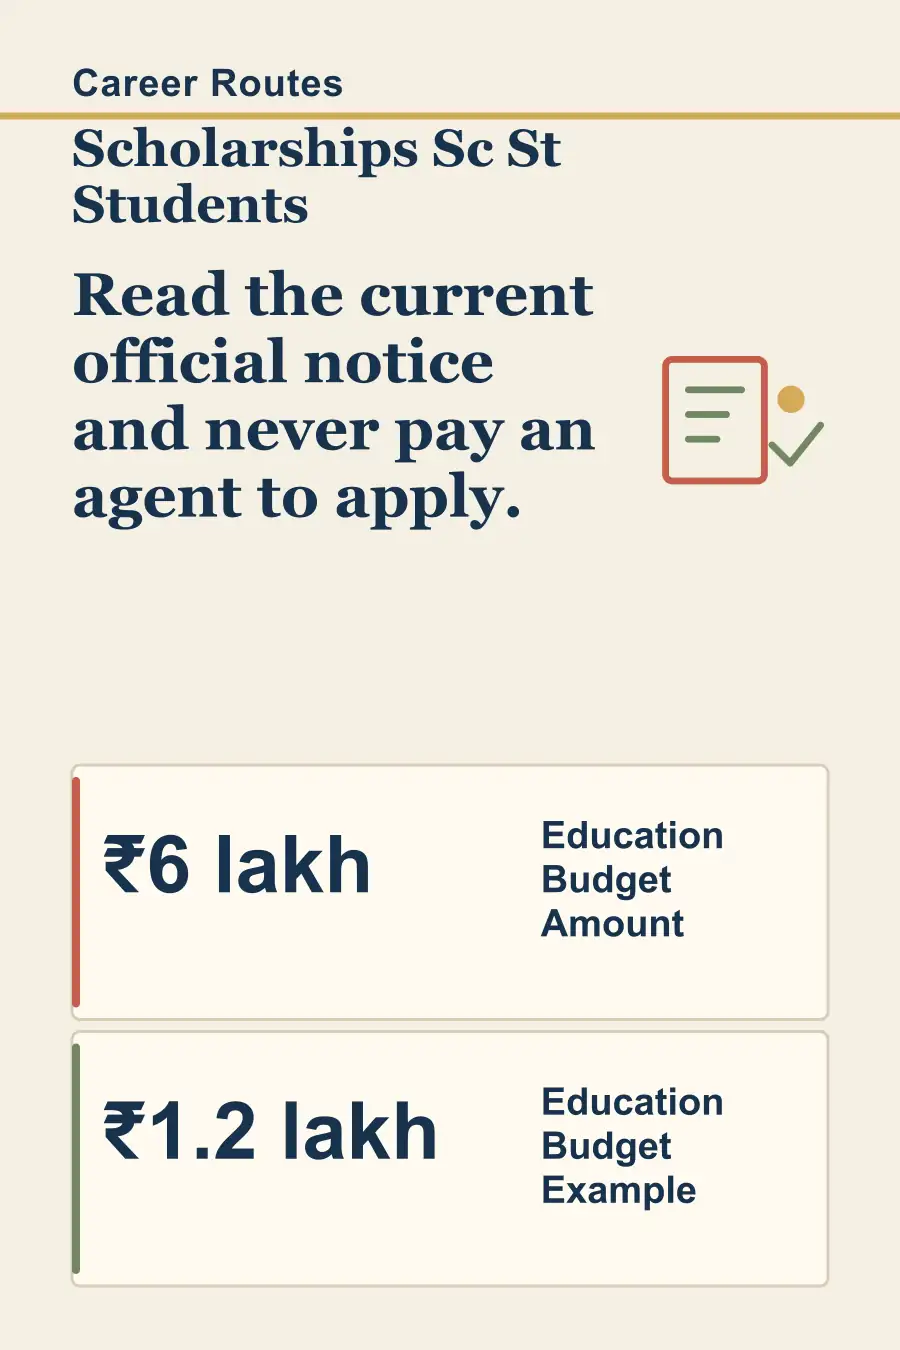 Career Routes
Scholarships Sc St
Students
Read the current
official notice
and never pay an
agent to apply.
₹6 lakh
Education
Budget
Amount
₹1.2 lakh
Education
Budget
Example